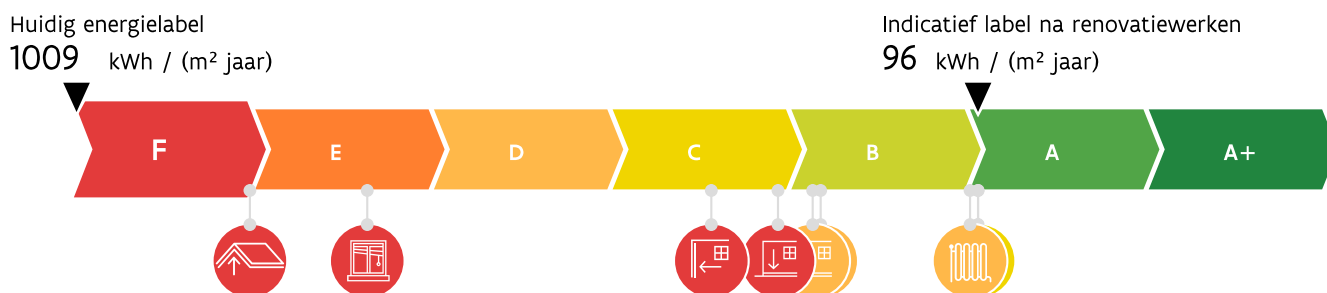 Huidig energielabel
1009 kWh / (m² jaar)
Indicatief label na renovatiewerken
96 kWh / (m² jaar)
F E D C B A A+